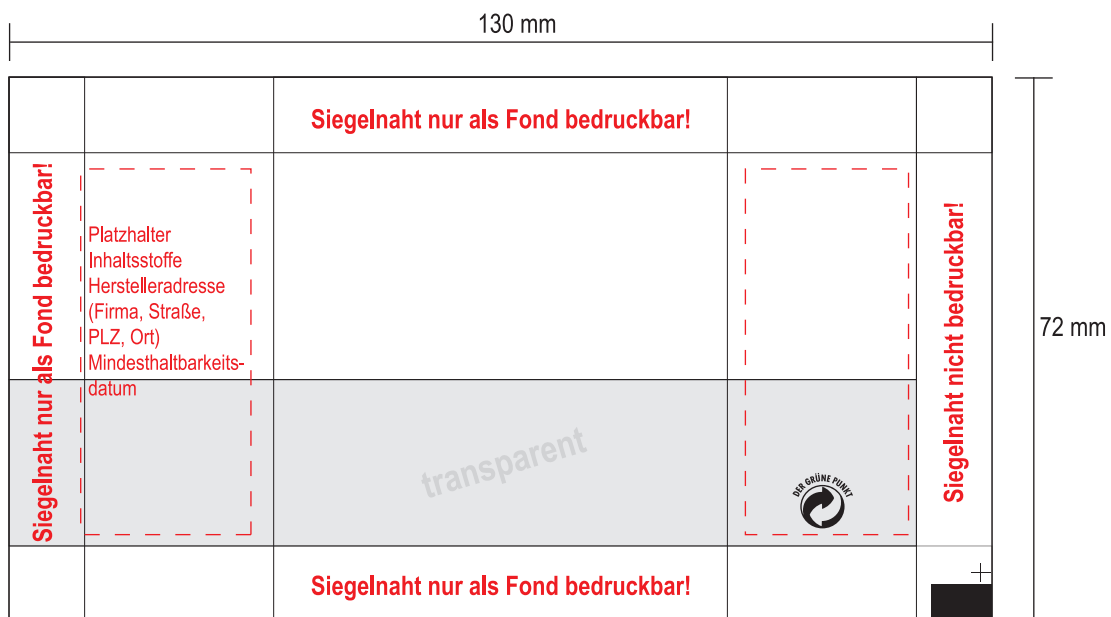 130 mm
Siegelnaht nur als Fond bedruckbar!
Siegelnaht nur als Fond bedruckbar!
Platzhalter
Inhaltsstoffe
Herstelleradresse
(Firma, Straße,
PLZ, Ort)
Mindesthaltbarkeits-
datum
Siegelnaht nicht bedruckbar!
72 mm
transparent
DER GRÜNE PUNKT
Siegelnaht nur als Fond bedruckbar!